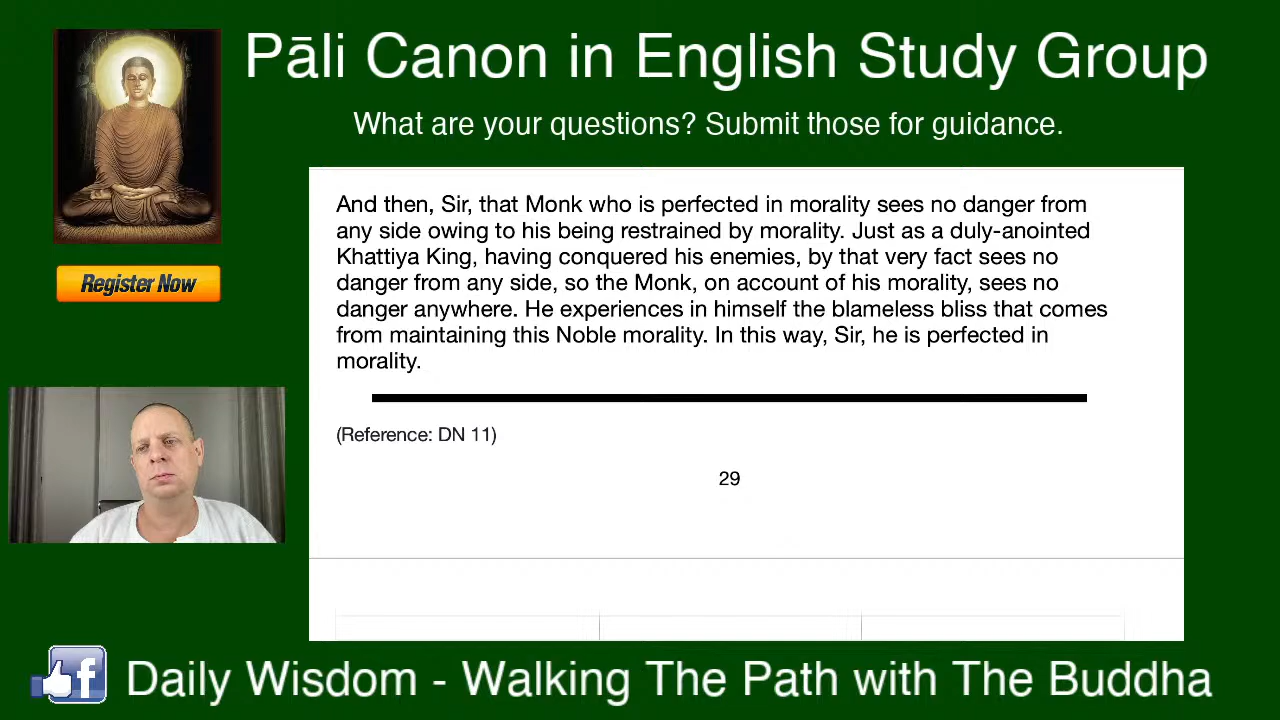 Pāli Canon in English Study Group
What are your questions? Submit those for guidance.
Register Now
And then, Sir, that Monk who is perfected in morality sees no danger from
any side owing to his being restrained by morality. Just as a duly-anointed
Khattiya King, having conquered his enemies, by that very fact sees no
danger from any side, so the Monk, on account of his morality, sees no
danger anywhere. He experiences in himself the blameless bliss that comes
from maintaining this Noble morality. In this way, Sir, he is perfected in
morality.
(Reference: DN 11)
29
f
Daily Wisdom - Walking The Path with The Buddha